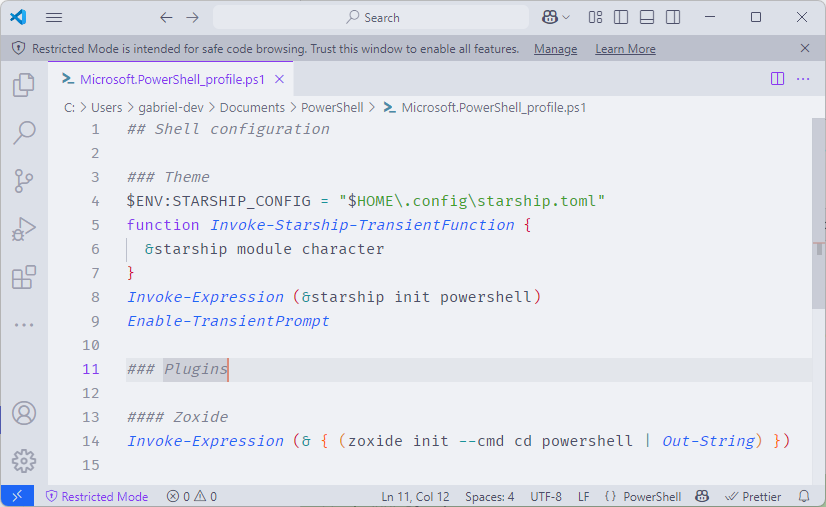 Search
Restricted Mode is intended for safe code browsing. Trust this window to enable all features. Manage Learn More
Microsoft.PowerShell_profile.ps1
C: > Users > gabriel-dev > Documents > PowerShell > Microsoft.PowerShell_profile.ps1
1 ## Shell configuration
2
3 ### Theme
4 $ENV:STARSHIP_CONFIG = "$HOME\.config\starship.toml"
5 function Invoke-Starship-TransientFunction {
6 &starship module character
7 }
8 Invoke-Expression (&starship init powershell)
9 Enable-TransientPrompt
10
11 ### Plugins
12
13 #### Zoxide
14 Invoke-Expression (& { (zoxide init --cmd cd powershell | Out-String) })
15
Restricted Mode 0 0 Ln 11, Col 12 Spaces: 4 UTF-8 LF {} PowerShell Prettier